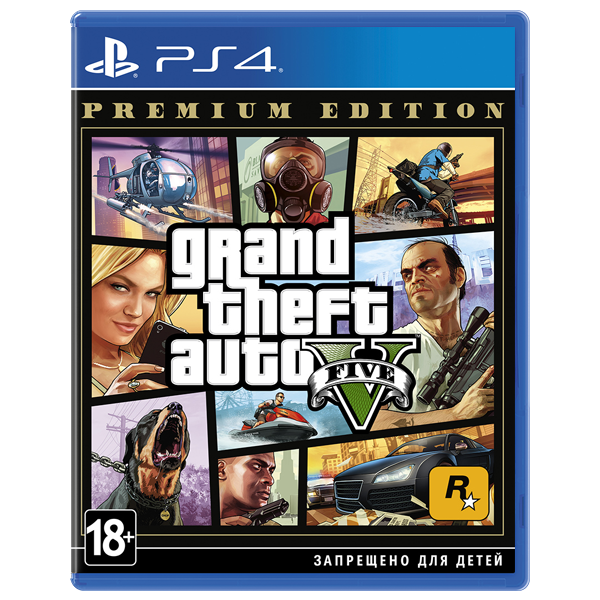 PS4
PREMIUM EDITION
grand
theft
auto
V
FIVE
R
18+
ЗАПРЕЩЕНО ДЛЯ ДЕТЕЙ